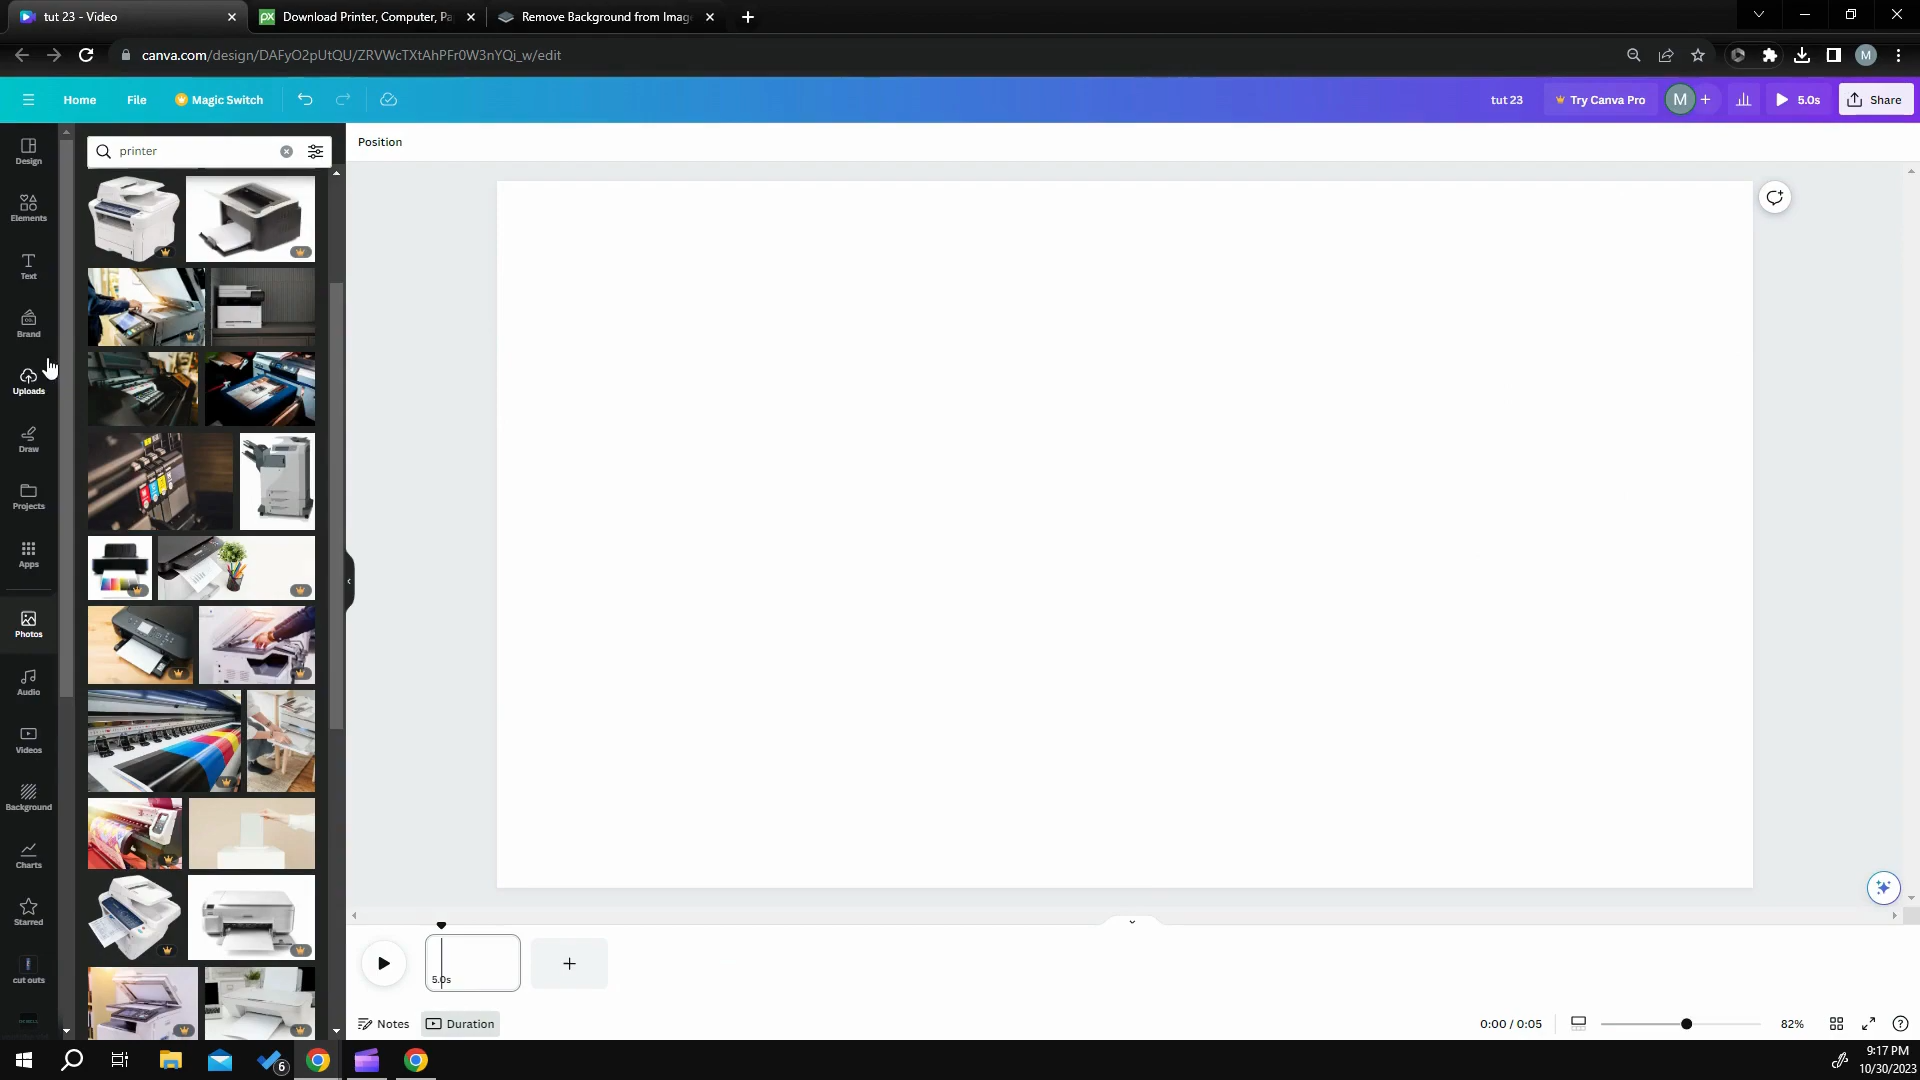 tut 23 - Video
Download Printer, Computer, Pa
Remove Background from Imag
canva.com/design/DAFyO2pUtQU/ZRVWcTXtAhPFr0W3nYQi_w/edit
Home File Magic Switch
tut 23
Try Canva Pro
M
5.0s
Share
Design
Elements
Text
Brand
Uploads
Draw
Projects
Apps
Photos
Audio
Videos
Background
Charts
Starred
cut outs
printer
Position
5.0s
Notes
Duration
0:00 / 0:05
82%
6
9:17 PM
10/30/2023